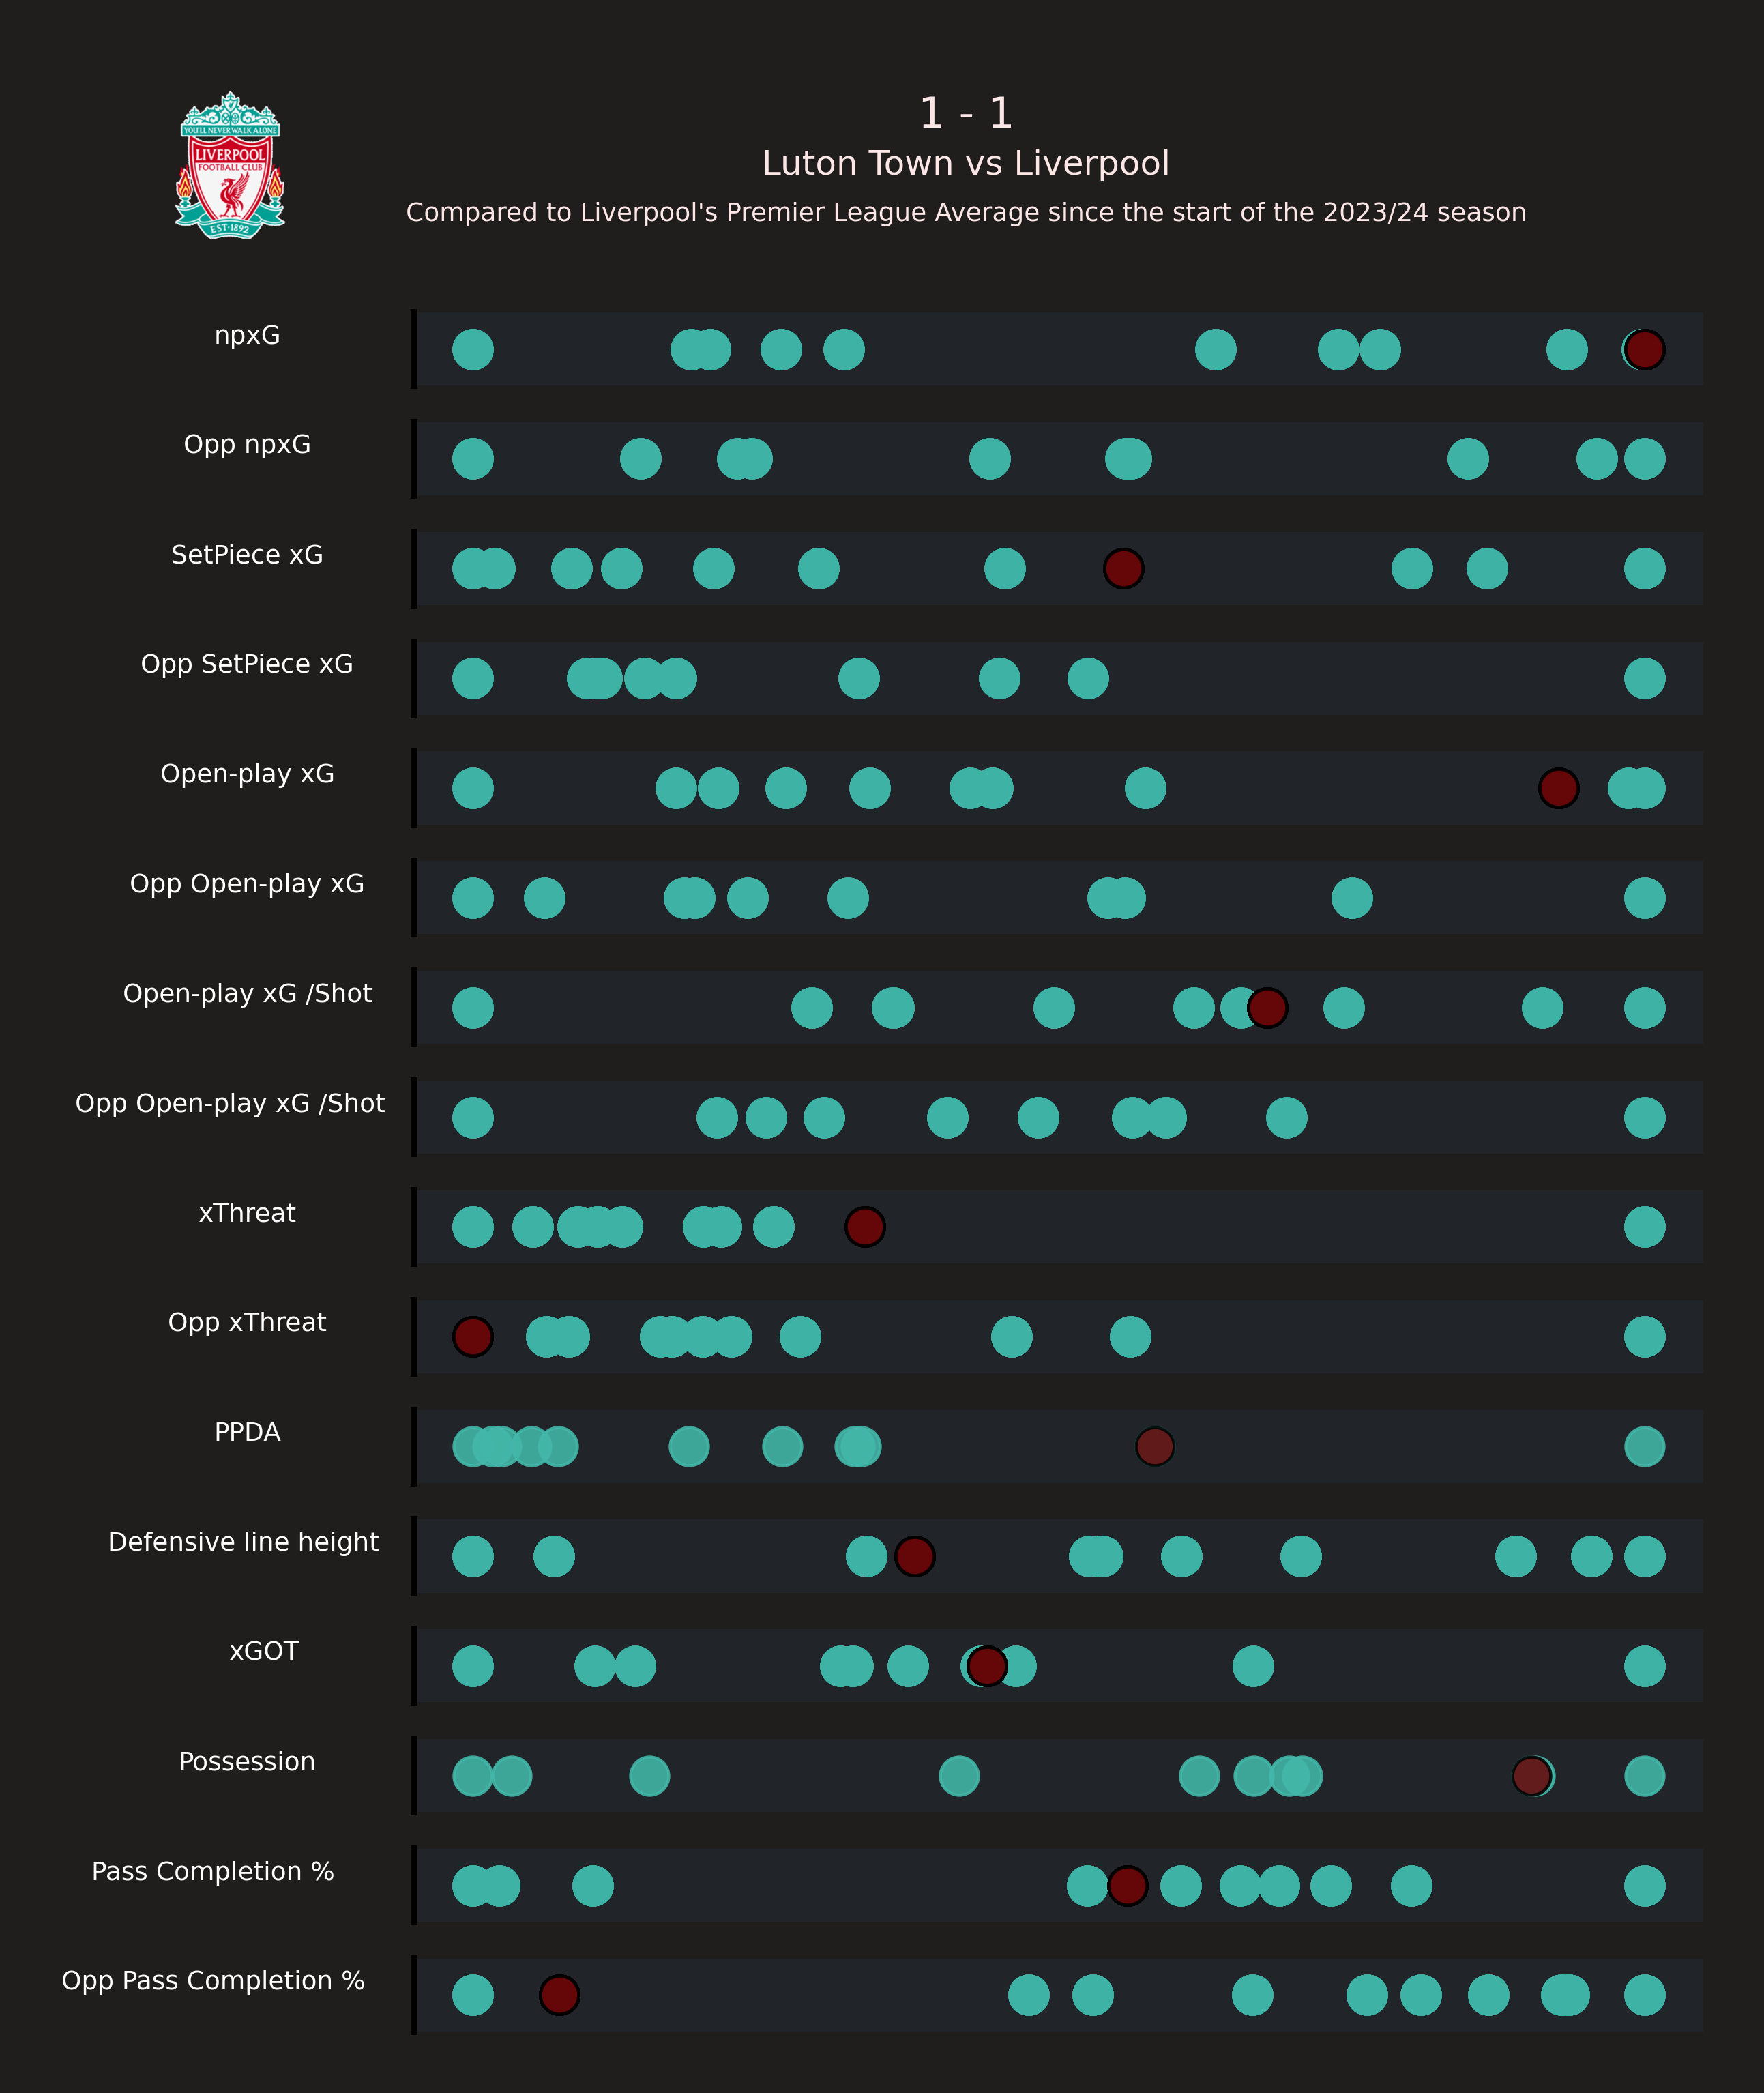 1 - 1
Luton Town vs Liverpool
Compared to Liverpool's Premier League Average since the start of the 2023/24 season
YOU'LL NEVER WALK ALONE
LIVERPOOL
FOOTBALL CLUB
EST·1892
npxG
Opp npxG
SetPiece xG
Opp SetPiece xG
Open-play xG
Opp Open-play xG
Open-play xG /Shot
Opp Open-play xG /Shot
xThreat
Opp xThreat
PPDA
Defensive line height
xGOT
Possession
Pass Completion %
Opp Pass Completion %